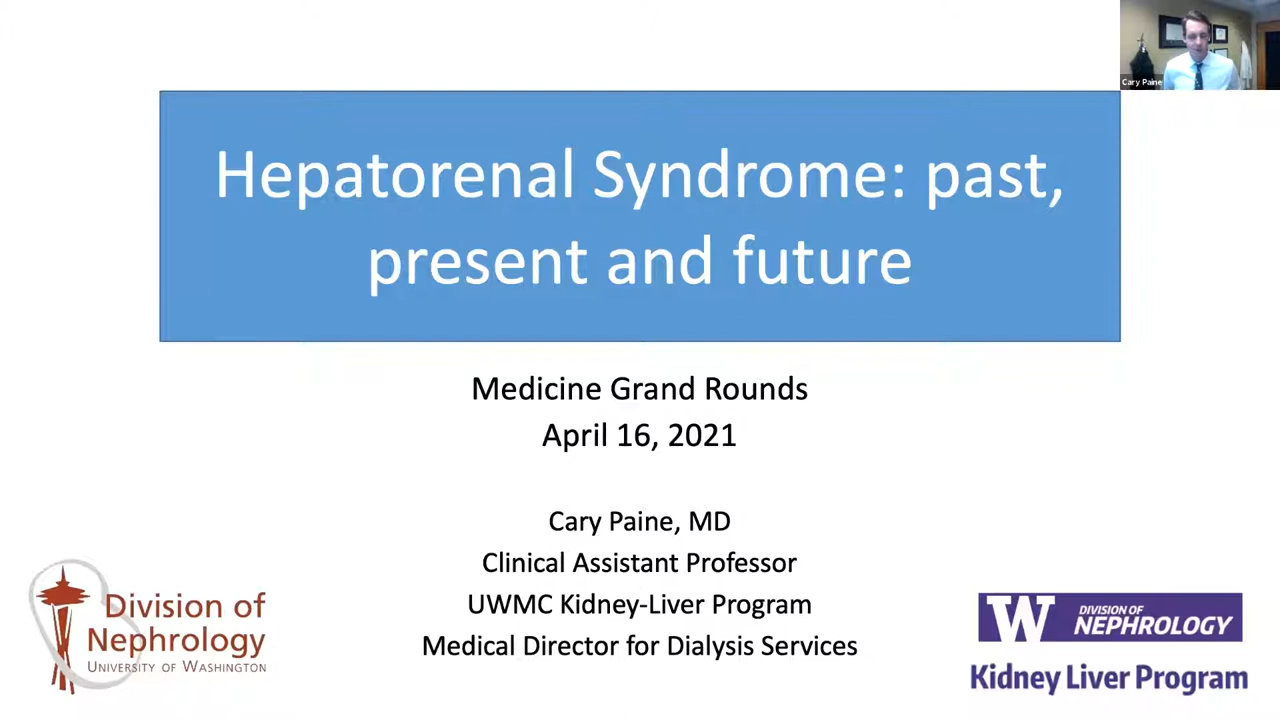 Cary Paine
Hepatorenal Syndrome: past,
present and future
Medicine Grand Rounds
April 16, 2021
Cary Paine, MD
Clinical Assistant Professor
UWMC Kidney-Liver Program
Medical Director for Dialysis Services
Division of
Nephrology
University of Washington
W DIVISION OF
NEPHROLOGY
Kidney Liver Program